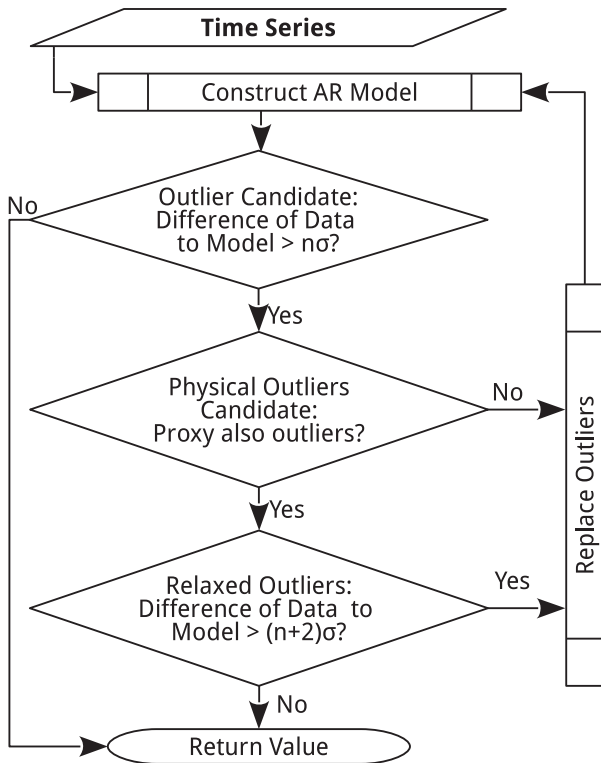 Time Series
Construct AR Model
No
Outlier Candidate:
Difference of Data
to Model > nσ?
Yes
Physical Outliers
Candidate:
Proxy also outliers?
No
Yes
Relaxed Outliers:
Difference of Data to
Model > (n+2)σ?
Yes
Replace Outliers
No
Return Value